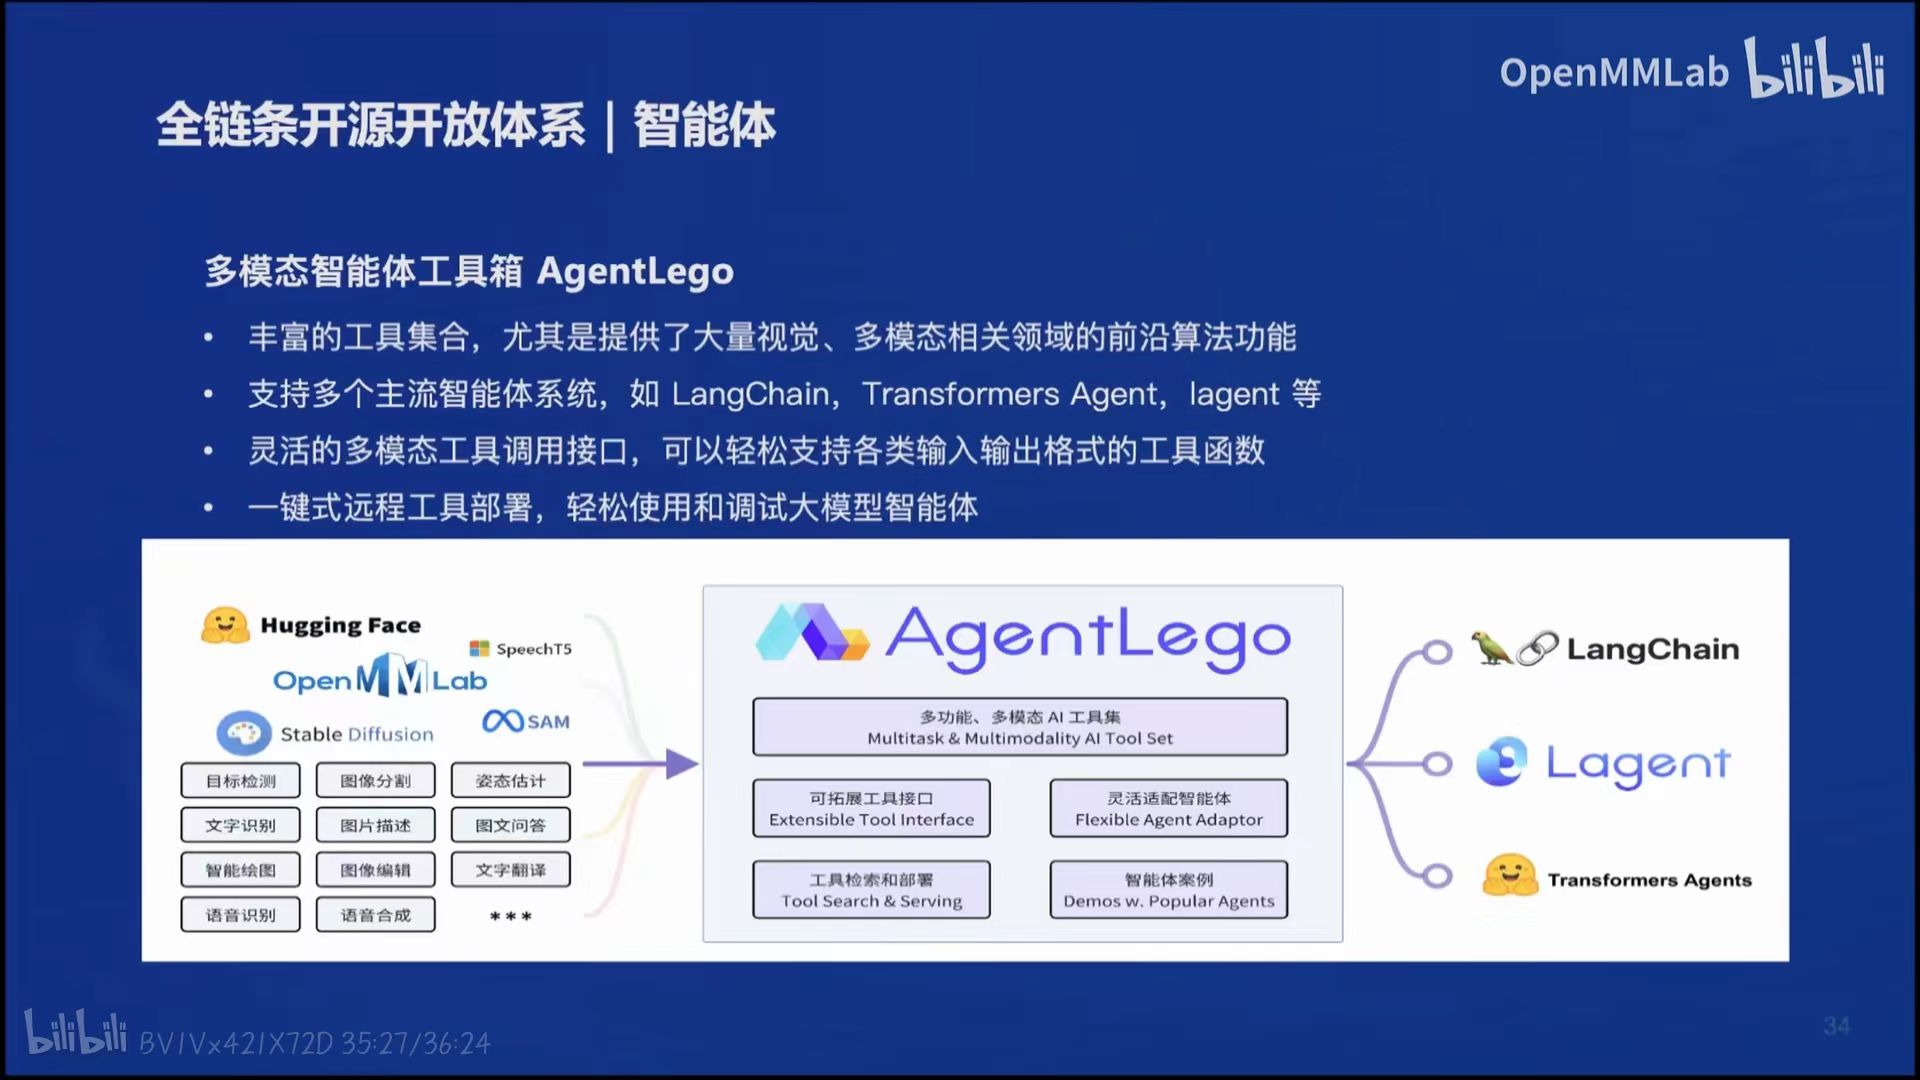 OpenMMLab bilibili
全链条开源开放体系｜智能体
多模态智能体工具箱 AgentLego
• 丰富的工具集合，尤其是提供了大量视觉、多模态相关领域的前沿算法功能
• 支持多个主流智能体系统，如 LangChain，Transformers Agent，lagent 等
• 灵活的多模态工具调用接口，可以轻松支持各类输入输出格式的工具函数
• 一键式远程工具部署，轻松使用和调试大模型智能体
Hugging Face
SpeechT5
OpenMMLab
SAM
Stable Diffusion
目标检测 图像分割 姿态估计
文字识别 图片描述 图文问答
智能绘图 图像编辑 文字翻译
语音识别 语音合成 ***
AgentLego
多功能、多模态 AI 工具集
Multitask & Multimodality AI Tool Set
可拓展工具接口
Extensible Tool Interface
灵活适配智能体
Flexible Agent Adaptor
工具检索和部署
Tool Search & Serving
智能体案例
Demos w. Popular Agents
LangChain
Lagent
Transformers Agents
34
bilibili BV1Vx421X72D 35:27/36:24